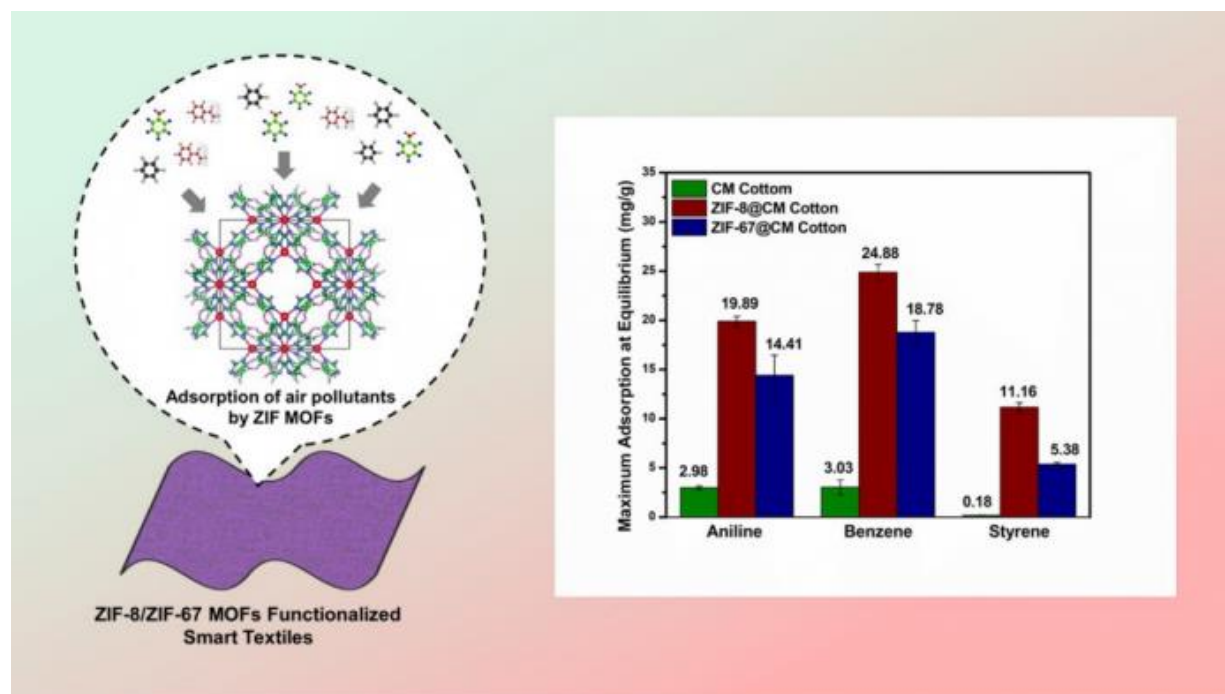 Adsorption of air pollutants
by ZIF MOFs
ZIF-8/ZIF-67 MOFs Functionalized
Smart Textiles
Maximum Adsorption at Equilibrium (mg/g)
35
30
25
20
15
10
5
0
CM Cottom
ZIF-8@CM Cotton
ZIF-67@CM Cotton
2.98
19.89
14.41
3.03
24.88
18.78
0.18
11.16
5.38
Aniline
Benzene
Styrene